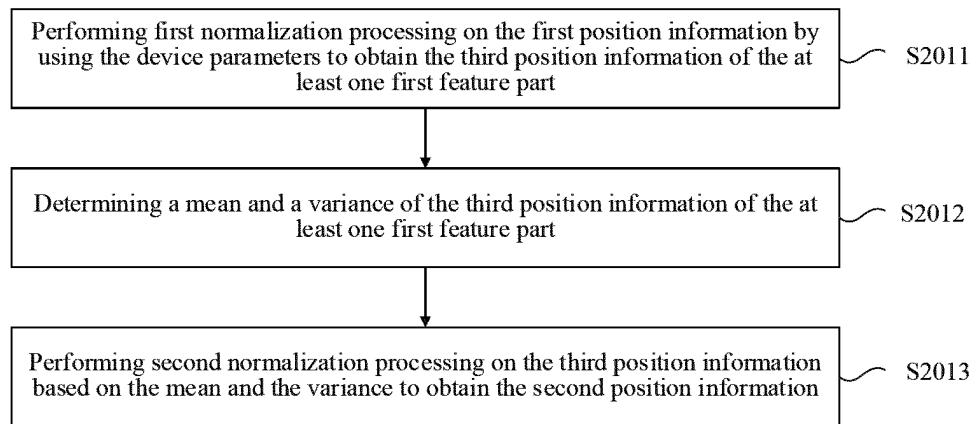 Performing first normalization processing on the first position information by
using the device parameters to obtain the third position information of the at
least one first feature part
S2011
Determining a mean and a variance of the third position information of the at
least one first feature part
S2012
Performing second normalization processing on the third position information
based on the mean and the variance to obtain the second position information
S2013